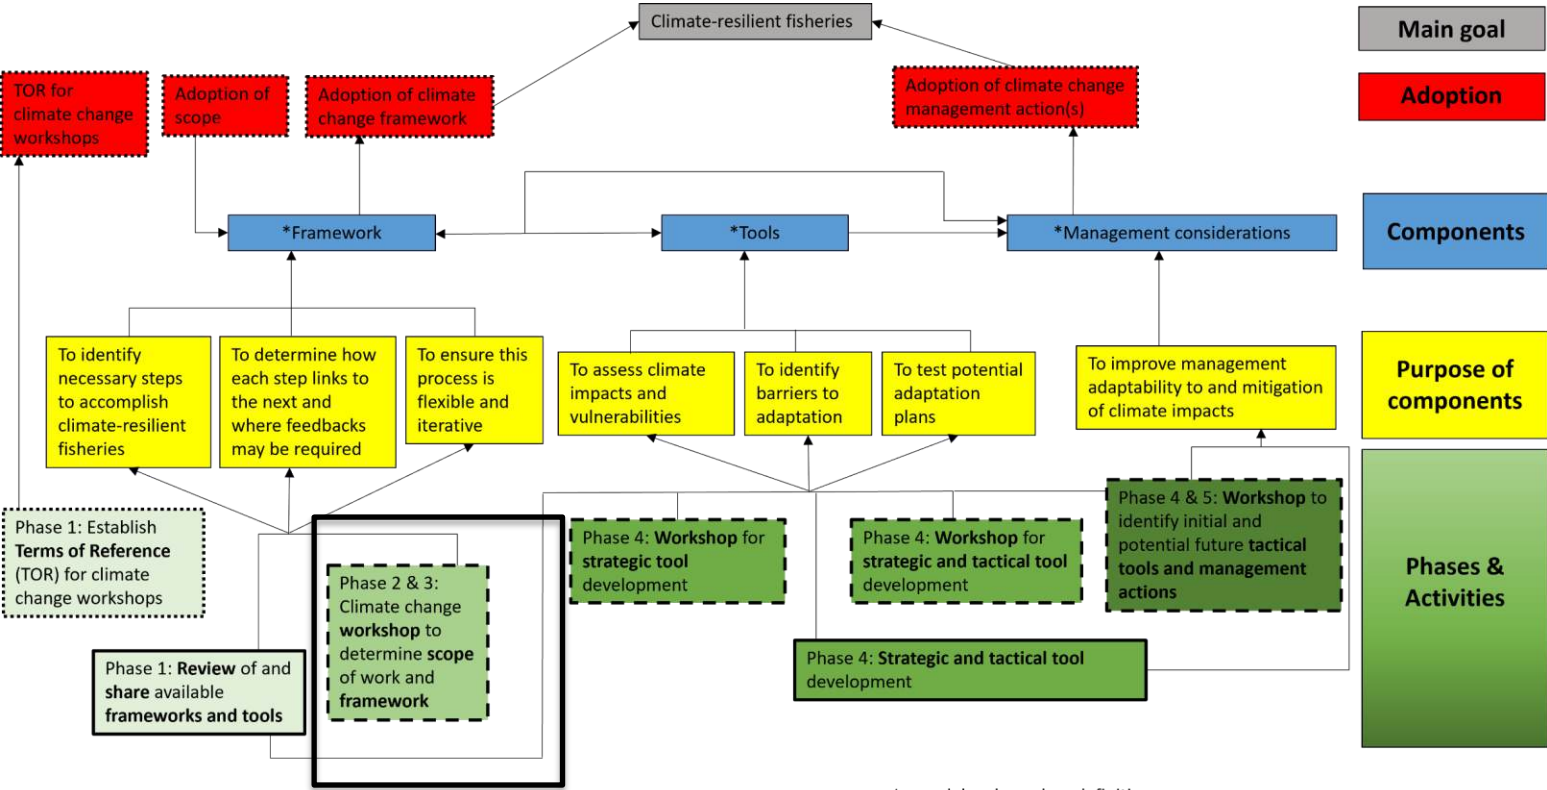 Climate-resilient fisheries
Main goal
TOR for
climate change
workshops
Adoption of
scope
Adoption of climate
change framework
Adoption of climate change
management action(s)
Adoption
*Framework
*Tools
*Management considerations
Components
To identify
necessary steps
to accomplish
climate-resilient
fisheries
To determine how
each step links to
the next and
where feedbacks
may be required
To ensure this
process is
flexible and
iterative
To assess climate
impacts and
vulnerabilities
To identify
barriers to
adaptation
To test potential
adaptation
plans
To improve management
adaptability to and mitigation
of climate impacts
Purpose of
components
Phase 1: Establish
Terms of Reference
(TOR) for climate
change workshops
Phase 2 & 3:
Climate change
workshop to
determine scope
of work and
framework
Phase 4: Workshop for
strategic tool
development
Phase 4: Workshop for
strategic and tactical tool
development
Phase 4 & 5: Workshop to
identify initial and
potential future tactical
tools and management
actions
Phases &
Activities
Phase 1: Review of and
share available
frameworks and tools
Phase 4: Strategic and tactical tool
development